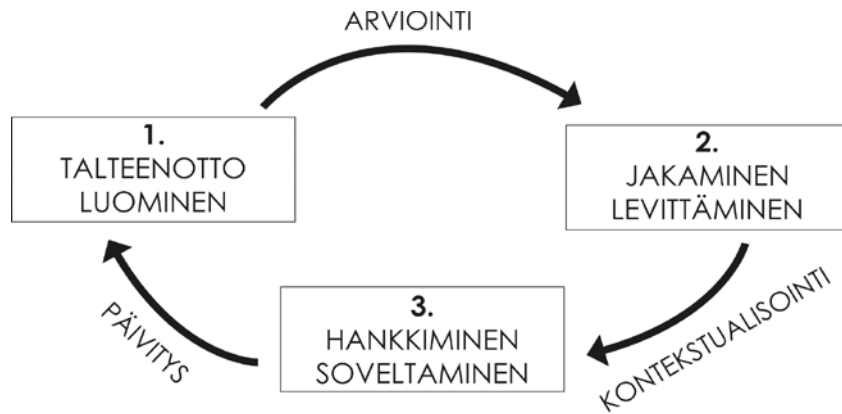 ARVIOINTI
1.
TALTEENOTTO
LUOMINEN
2.
JAKAMINEN
LEVITTÄMINEN
KONTEKSTUALISOINTI
3.
HANKKIMINEN
SOVELTAMINEN
PÄIVITYS